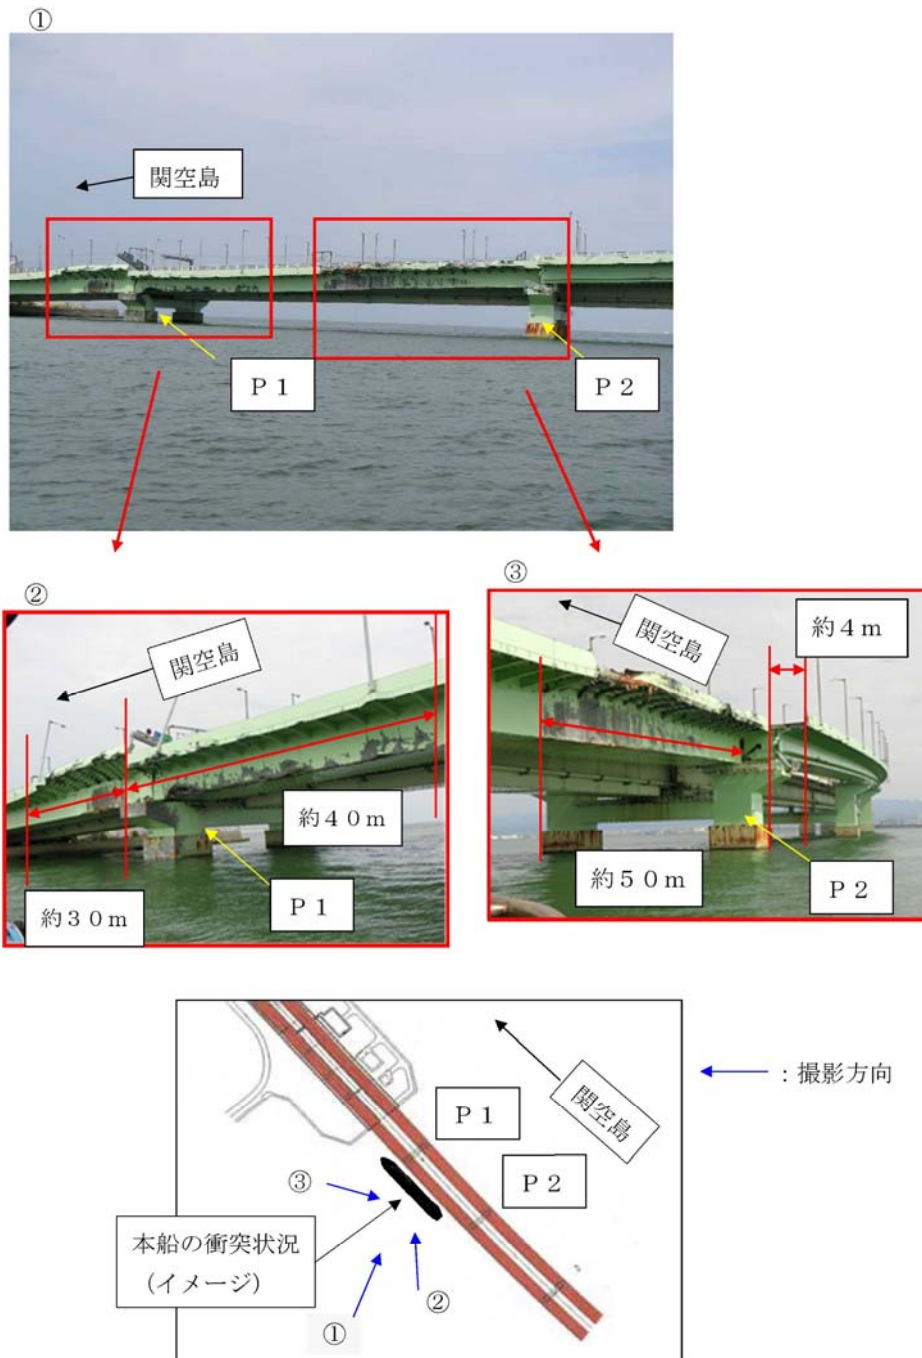 ①
関空島
P1
P2
②
関空島
約40m
P1
約30m
③
関空島
約4m
約50m
P2
関空島
P1
P2
:撮影方向
③
本船の衝突状況
(イメージ)
②
①